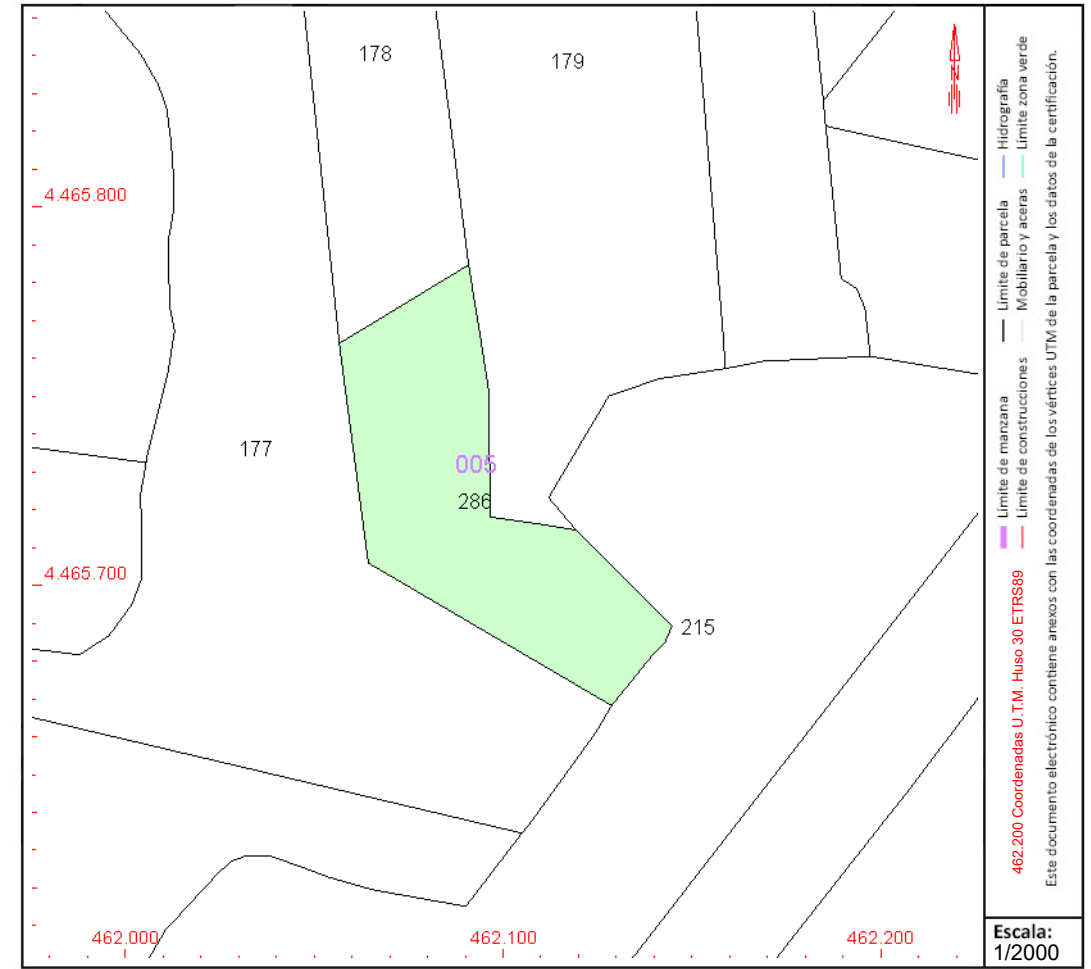 178
179
N
4.465.800
177
005
286
4.465.700
215
462.000
462.100
462.200
Límite de manzana
Límite de parcela
Hidrografía
462.200 Coordenadas U.T.M. Huso 30 ETRS89
Límite de construcciones
Mobiliario y aceras
Límite zona verde
Este documento electrónico contiene anexos con las coordenadas de los vértices UTM de la parcela y los datos de la certificación.
Escala:
1/2000